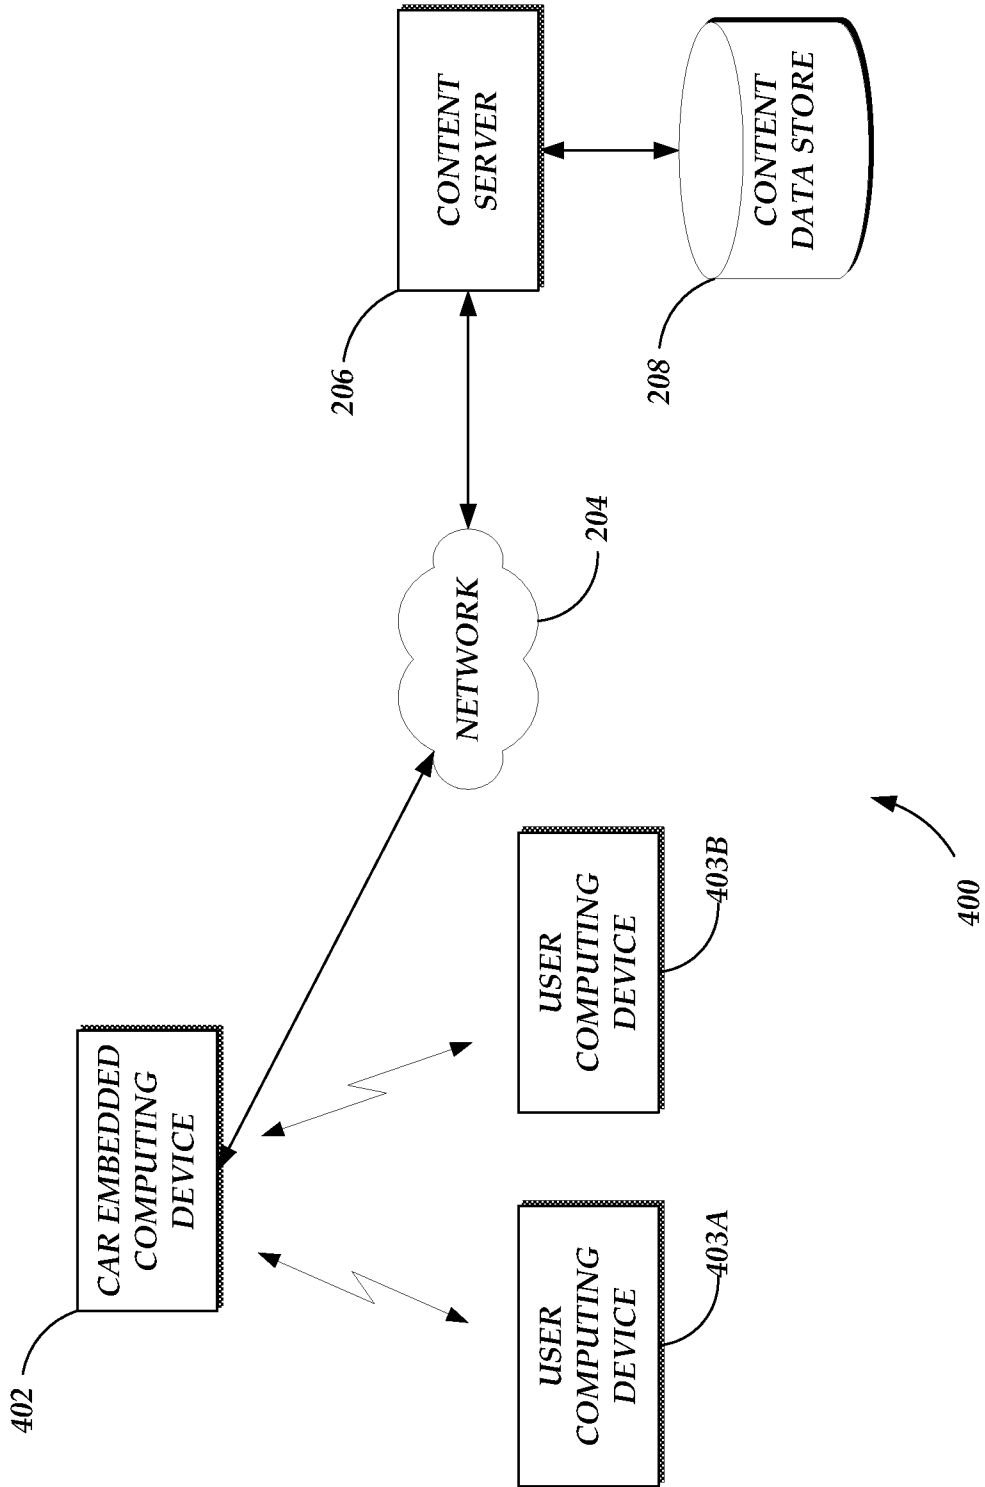 402
CAR EMBEDDED
COMPUTING
DEVICE
USER
COMPUTING
DEVICE
403A
USER
COMPUTING
DEVICE
403B
NETWORK
204
206
CONTENT
SERVER
208
CONTENT
DATA STORE
400